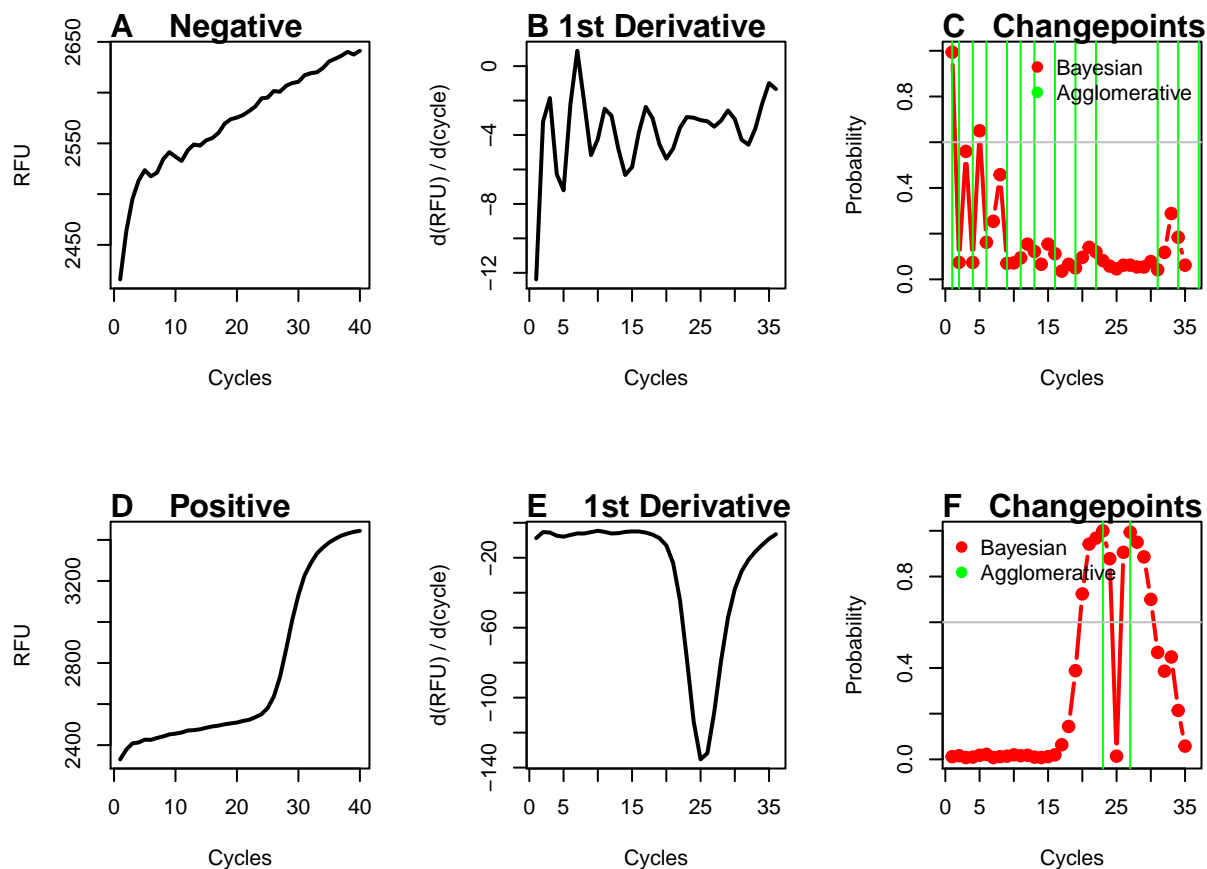 A Negative
RFU
2450 2550 2650
0 10 20 30 40
Cycles
B 1st Derivative
d(RFU) / d(cycle)
−12 −8 −4 0
0 5 15 25 35
Cycles
C Changepoints
Bayesian
Agglomerative
Probability
0.0 0.4 0.8
0 5 15 25 35
Cycles
D Positive
RFU
2400 2800 3200
0 10 20 30 40
Cycles
E 1st Derivative
d(RFU) / d(cycle)
−140 −100 −60 −20
0 5 15 25 35
Cycles
F Changepoints
Bayesian
Agglomerative
Probability
0.0 0.4 0.8
0 5 15 25 35
Cycles